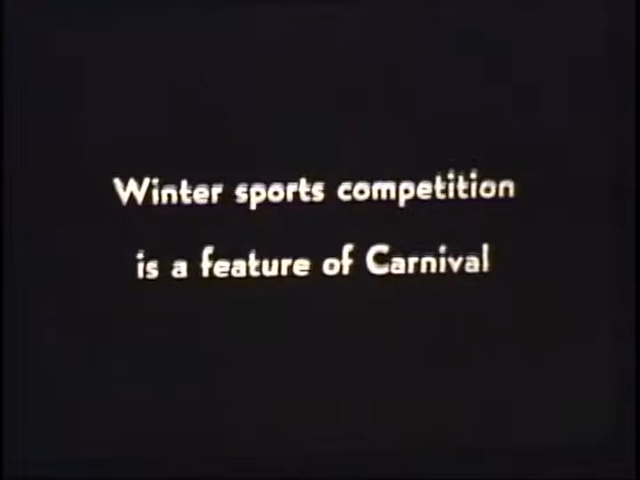 Winter sports competition
is a feature of Carnival